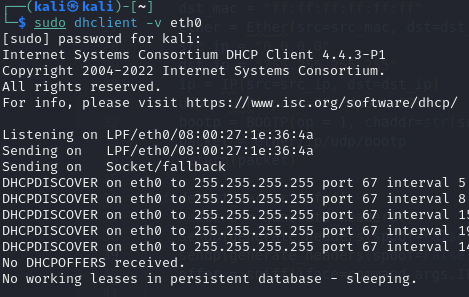 ┌──(kali㉿kali)-[~]
└─$ sudo dhclient -v eth0
[sudo] password for kali:
Internet Systems Consortium DHCP Client 4.4.3-P1
Copyright 2004-2022 Internet Systems Consortium.
All rights reserved.
For info, please visit https://www.isc.org/software/dhcp/

Listening on LPF/eth0/08:00:27:1e:36:4a
Sending on   LPF/eth0/08:00:27:1e:36:4a
Sending on   Socket/fallback
DHCPDISCOVER on eth0 to 255.255.255.255 port 67 interval 5
DHCPDISCOVER on eth0 to 255.255.255.255 port 67 interval 8
DHCPDISCOVER on eth0 to 255.255.255.255 port 67 interval 15
DHCPDISCOVER on eth0 to 255.255.255.255 port 67 interval 19
DHCPDISCOVER on eth0 to 255.255.255.255 port 67 interval 14
No DHCPOFFERS received.
No working leases in persistent database - sleeping.